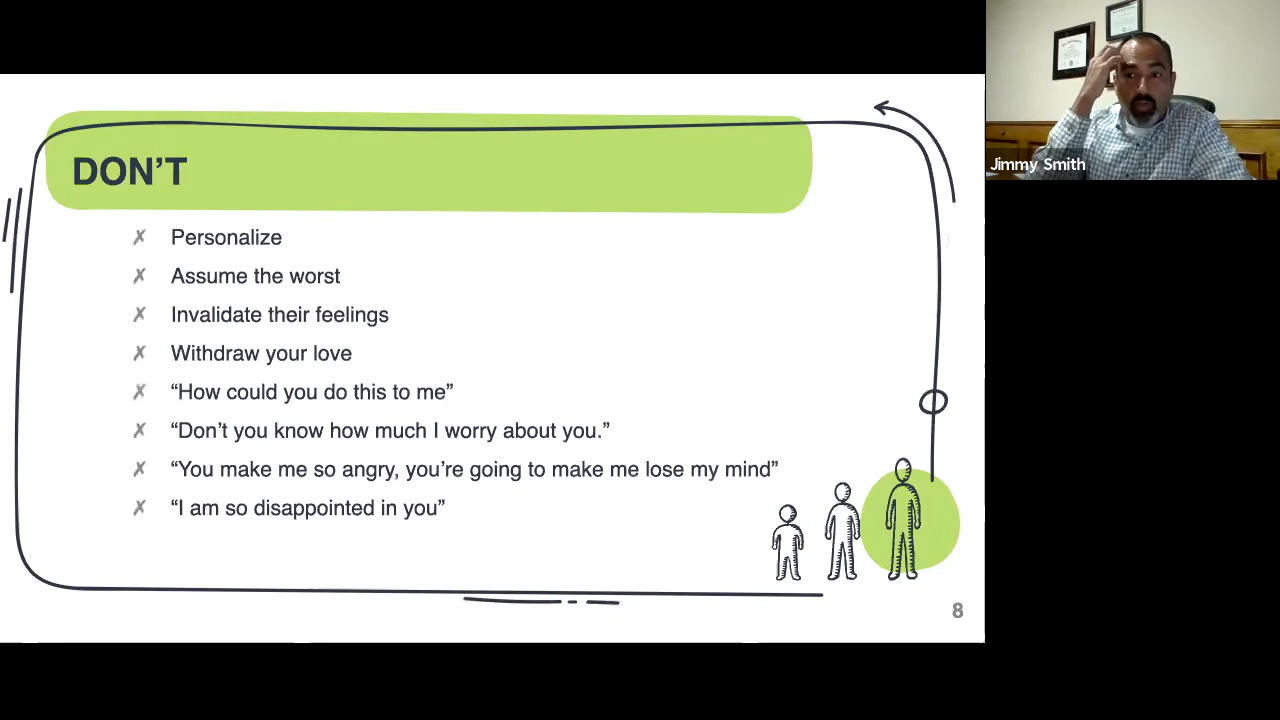 DON'T
✗ Personalize
✗ Assume the worst
✗ Invalidate their feelings
✗ Withdraw your love
✗ “How could you do this to me”
✗ “Don’t you know how much I worry about you.”
✗ “You make me so angry, you’re going to make me lose my mind”
✗ “I am so disappointed in you”
8
Jimmy Smith